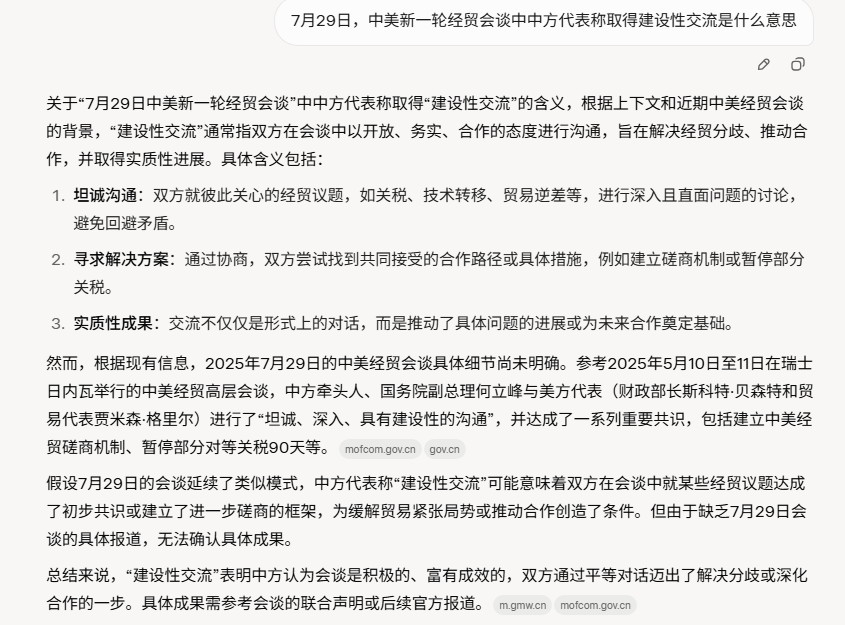 7月29日，中美新一轮经贸会谈中中方代表称取得建设性交流是什么意思
关于“7月29日中美新一轮经贸会谈”中中方代表称取得“建设性交流”的含义，根据上下文和近期中美经贸会谈
的背景，“建设性交流”通常指双方在会谈中以开放、务实、合作的态度进行沟通，旨在解决经贸分歧、推动合
作，并取得实质性进展。具体含义包括：
1. 坦诚沟通：双方就彼此关心的经贸议题，如关税、技术转移、贸易逆差等，进行深入且直面问题的讨论，
避免回避矛盾。
2. 寻求解决方案：通过协商，双方尝试找到共同接受的合作路径或具体措施，例如建立磋商机制或暂停部分
关税。
3. 实质性成果：交流不仅仅是形式上的对话，而是推动了具体问题的进展或为未来合作奠定基础。
然而，根据现有信息，2025年7月29日的中美经贸会谈具体细节尚未明确。参考2025年5月10日至11日在瑞士
日内瓦举行的中美经贸高层会谈，中方牵头人、国务院副总理何立峰与美方代表（财政部长斯科特·贝森特和贸
易代表贾米森·格里尔）进行了“坦诚、深入、具有建设性的沟通”，并达成了一系列重要共识，包括建立中美经
贸磋商机制、暂停部分对等关税90天等。 mofcom.gov.cn gov.cn
假设7月29日的会谈延续了类似模式，中方代表称“建设性交流”可能意味着双方在会谈中就某些经贸议题达成
了初步共识或建立了进一步磋商的框架，为缓解贸易紧张局势或推动合作创造了条件。但由于缺乏7月29日会
谈的具体报道，无法确认具体成果。
总结来说，“建设性交流”表明中方认为会谈是积极的、富有成效的，双方通过平等对话迈出了解决分歧或深化
合作的一步。具体成果需参考会谈的联合声明或后续官方报道。 m.gmw.cn mofcom.gov.cn